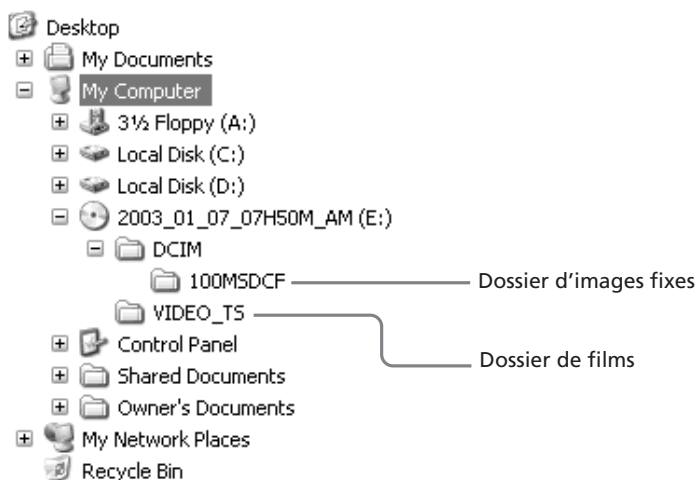 Desktop
My Documents
My Computer
3½ Floppy (A:)
Local Disk (C:)
Local Disk (D:)
2003_01_07_07H50M_AM (E:)
DCIM
100MSDCF
Dossier d’images fixes
VIDEO_TS
Control Panel
Dossier de films
Shared Documents
Owner's Documents
My Network Places
Recycle Bin